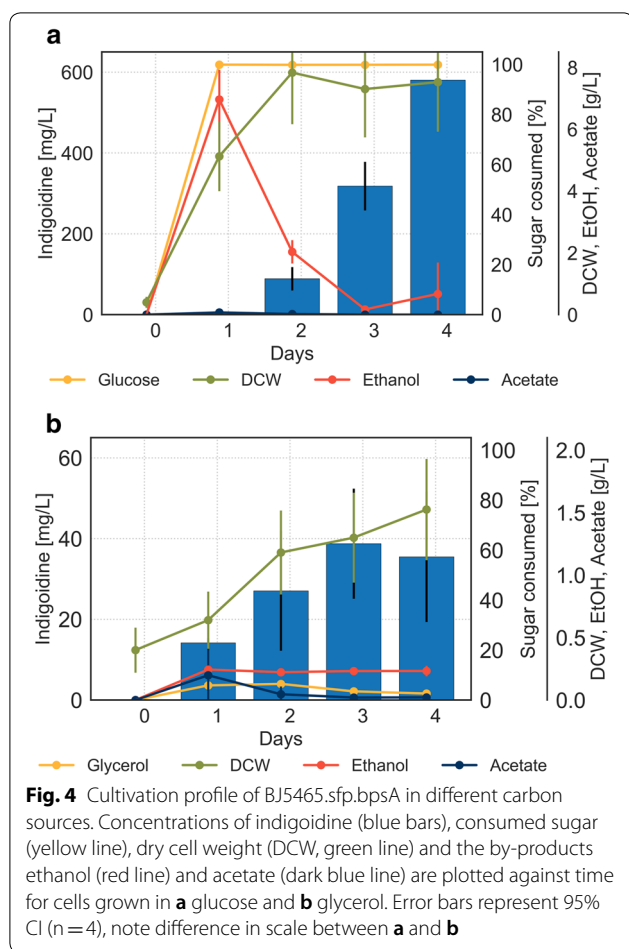 a
600
400
200
0
Indigoidine [mg/L]
100
80
60
40
20
0
Sugar cosumed [%]
8
6
4
2
0
DCW, EtOH, Acetate [g/L]
0 1 2 3 4
Days
Glucose DCW Ethanol Acetate
b
60
40
20
0
Indigoidine [mg/L]
100
80
60
40
20
0
Sugar consumed [%]
2.0
1.5
1.0
0.5
0.0
DCW, EtOH, Acetate [g/L]
0 1 2 3 4
Days
Glycerol DCW Ethanol Acetate
Fig. 4 Cultivation profile of BJ5465.sfp.bpsA in different carbon
sources. Concentrations of indigoidine (blue bars), consumed sugar
(yellow line), dry cell weight (DCW, green line) and the by-products
ethanol (red line) and acetate (dark blue line) are plotted against time
for cells grown in a glucose and b glycerol. Error bars represent 95%
CI (n = 4), note difference in scale between a and b